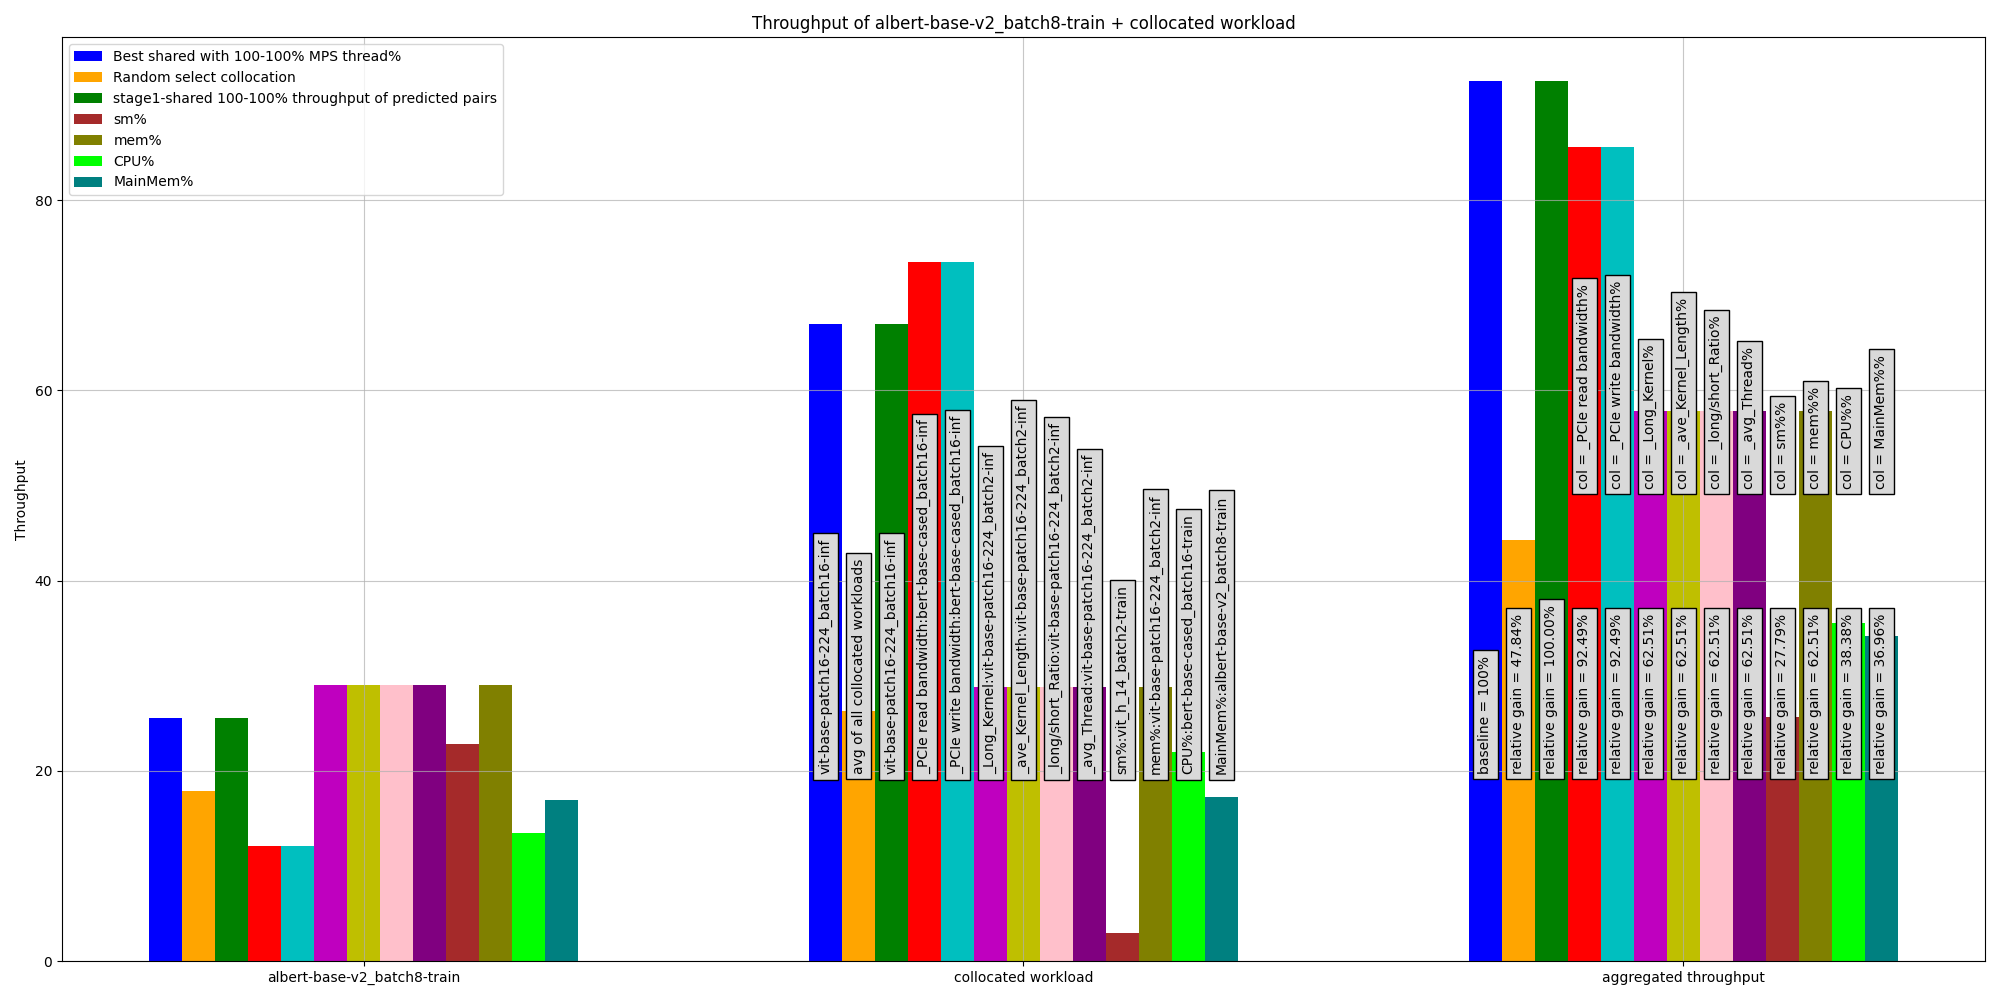 Throughput of albert-base-v2_batch8-train + collocated workload
Best shared with 100-100% MPS thread%
Random select collocation
stage1-shared 100-100% throughput of predicted pairs
sm%
mem%
CPU%
MainMem%
Throughput
80
60
40
20
0
vit-base-patch16-224_batch16-inf
avg of all collocated workloads
vit-base-patch16-224_batch16-inf
_PCIe read bandwidth:bert-base-cased_batch16-inf
_PCIe write bandwidth:bert-base-cased_batch16-inf
_Long_Kernel:vit-base-patch16-224_batch2-inf
_ave_Kernel_Length:vit-base-patch16-224_batch2-inf
_long/short_Ratio:vit-base-patch16-224_batch2-inf
_avg_Thread:vit-base-patch16-224_batch2-inf
sm%:vit_h_14_batch2-train
mem%:vit-base-patch16-224_batch2-inf
CPU%:bert-base-cased_batch16-train
MainMem%:albert-base-v2_batch8-train
col = _PCIe read bandwidth%
col = _PCIe write bandwidth%
col = _Long_Kernel%
col = _ave_Kernel_Length%
col = _long/short_Ratio%
col = _avg_Thread%
col = sm%%
col = mem%%
col = CPU%%
col = MainMem%%
baseline = 100%
relative gain = 47.84%
relative gain = 100.00%
relative gain = 92.49%
relative gain = 92.49%
relative gain = 62.51%
relative gain = 62.51%
relative gain = 62.51%
relative gain = 62.51%
relative gain = 27.79%
relative gain = 62.51%
relative gain = 38.38%
relative gain = 36.96%
albert-base-v2_batch8-train
collocated workload
aggregated throughput